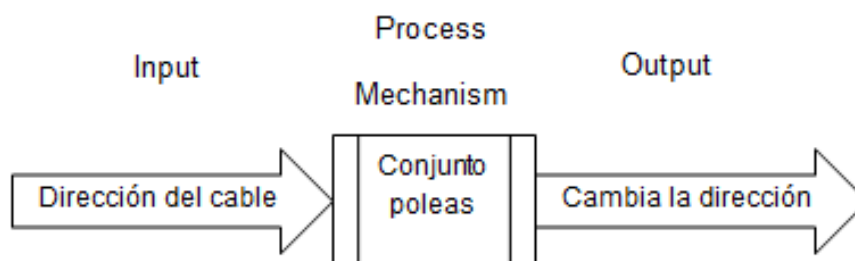 Process
Input
Output
Mechanism
Dirección del cable
Conjunto
poleas
Cambia la dirección